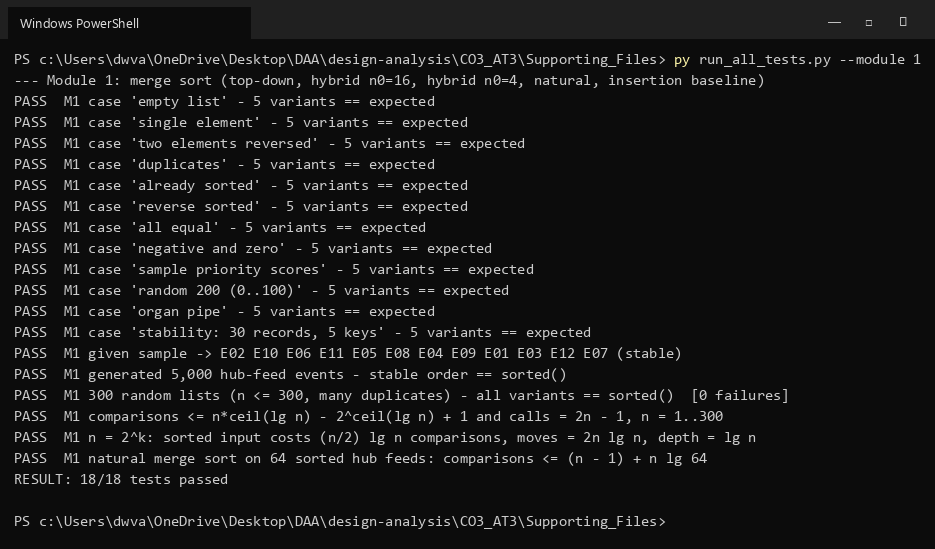 Windows PowerShell
PS c:\Users\dwva\OneDrive\Desktop\DAA\design-analysis\CO3_AT3\Supporting_Files> py run_all_tests.py --module 1
--- Module 1: merge sort (top-down, hybrid n0=16, hybrid n0=4, natural, insertion baseline)
PASS  M1 case 'empty list' - 5 variants == expected
PASS  M1 case 'single element' - 5 variants == expected
PASS  M1 case 'two elements reversed' - 5 variants == expected
PASS  M1 case 'duplicates' - 5 variants == expected
PASS  M1 case 'already sorted' - 5 variants == expected
PASS  M1 case 'reverse sorted' - 5 variants == expected
PASS  M1 case 'all equal' - 5 variants == expected
PASS  M1 case 'negative and zero' - 5 variants == expected
PASS  M1 case 'sample priority scores' - 5 variants == expected
PASS  M1 case 'random 200 (0..100)' - 5 variants == expected
PASS  M1 case 'organ pipe' - 5 variants == expected
PASS  M1 case 'stability: 30 records, 5 keys' - 5 variants == expected
PASS  M1 given sample -> E02 E10 E06 E11 E05 E08 E04 E09 E01 E03 E12 E07 (stable)
PASS  M1 generated 5,000 hub-feed events - stable order == sorted()
PASS  M1 300 random lists (n <= 300, many duplicates) - all variants == sorted()  [0 failures]
PASS  M1 comparisons <= n*ceil(lg n) - 2^ceil(lg n) + 1 and calls = 2n - 1, n = 1..300
PASS  M1 n = 2^k: sorted input costs (n/2) lg n comparisons, moves = 2n lg n, depth = lg n
PASS  M1 natural merge sort on 64 sorted hub feeds: comparisons <= (n - 1) + n lg 64
RESULT: 18/18 tests passed
PS c:\Users\dwva\OneDrive\Desktop\DAA\design-analysis\CO3_AT3\Supporting_Files>